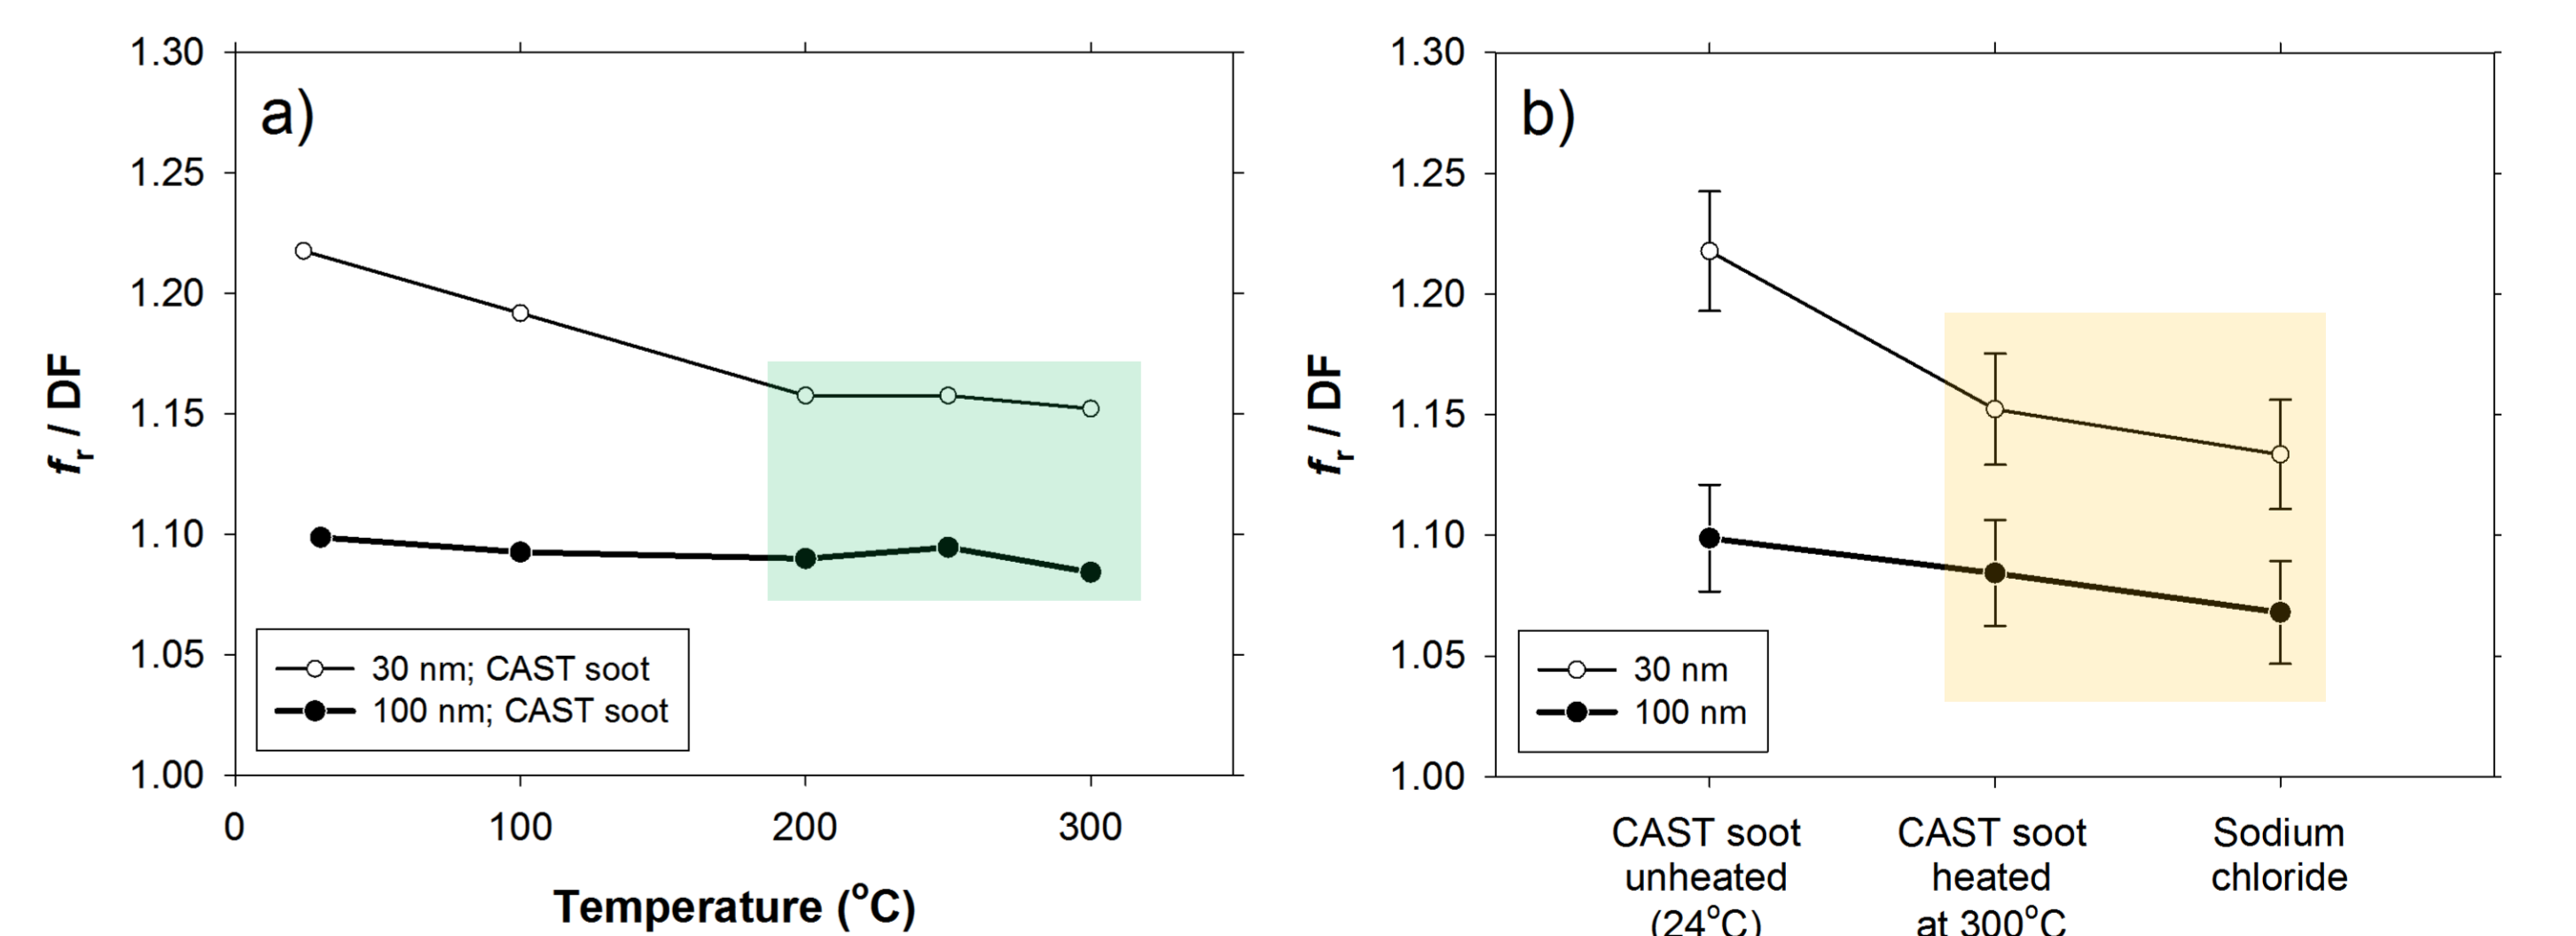 a)
1.30
1.25
1.20
1.15
1.10
1.05
1.00
fr / DF
30 nm; CAST soot
100 nm; CAST soot
0 100 200 300
Temperature (oC)
b)
1.30
1.25
1.20
1.15
1.10
1.05
1.00
fr / DF
30 nm
100 nm
CAST soot
unheated
(24oC)
CAST soot
heated
at 300oC
Sodium
chloride